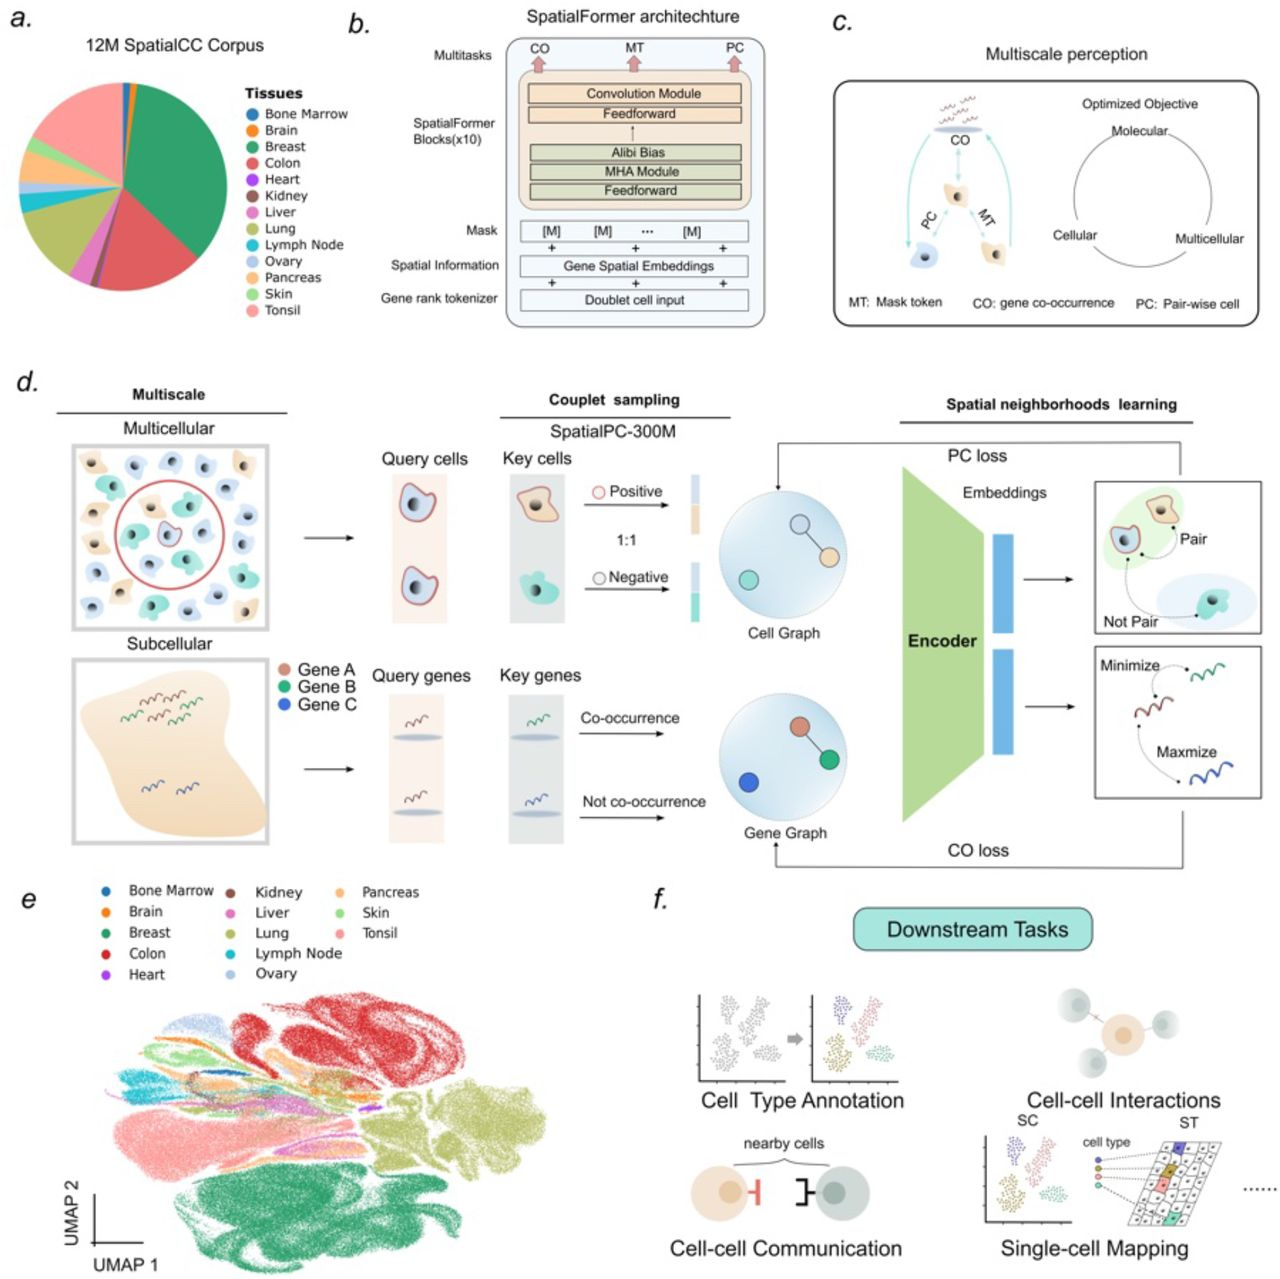 a.
12M SpatialCC Corpus
Tissues
Bone Marrow
Brain
Breast
Colon
Heart
Kidney
Liver
Lung
Lymph Node
Ovary
Pancreas
Skin
Tonsil
b.
SpatialFormer architechture
Multitasks
CO
MT
PC
SpatialFormer
Blocks(x10)
Convolution Module
Feedforward
Alibi Bias
MHA Module
Feedforward
Mask
[M]
[M]
...
[M]
+ + +
Spatial Information
Gene Spatial Embeddings
+ + +
Gene rank tokenizer
Doublet cell input
c.
Multiscale perception
CO
PC
MT
Optimized Objective
Molecular
Cellular
Multicellular
MT: Mask token
CO: gene co-occurrence
PC: Pair-wise cell
d.
Multiscale
Multicellular
Subcellular
Gene A
Gene B
Gene C
Couplet sampling
SpatialPC-300M
Query cells
Key cells
Positive
1:1
Negative
Cell Graph
Query genes
Key genes
Co-occurrence
Not co-occurrence
Gene Graph
Spatial neighborhoods learning
PC loss
Embeddings
Encoder
Pair
Not Pair
Minimize
Maxmize
CO loss
e
Bone Marrow
Brain
Breast
Colon
Heart
Kidney
Liver
Lung
Lymph Node
Ovary
Pancreas
Skin
Tonsil
UMAP 2
UMAP 1
f.
Downstream Tasks
Cell Type Annotation
Cell-cell Interactions
nearby cells
Cell-cell Communication
SC
cell type
ST
Single-cell Mapping
......